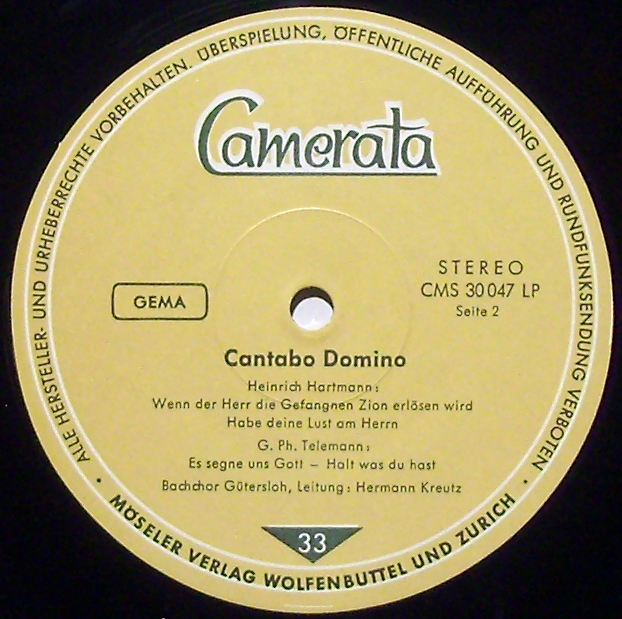 ALLE HERSTELLER- UND URHEBERRECHTE VORBEHALTEN. ÜBERSPIELUNG, ÖFFENTLICHE AUFFÜHRUNG UND RUNDFUNKSENDUNG VERBOTEN
Camerata
GEMA
STEREO
CMS 30 047 LP
Seite 2
Cantabo Domino
Heinrich Hartmann:
Wenn der Herr die Gefangnen Zion erlösen wird
Habe deine Lust am Herrn
G. Ph. Telemann:
Es segne uns Gott – Halt was du hast
Bachchor Gütersloh, Leitung: Hermann Kreutz
33
• MÖSELER VERLAG WOLFENBÜTTEL UND ZÜRICH •